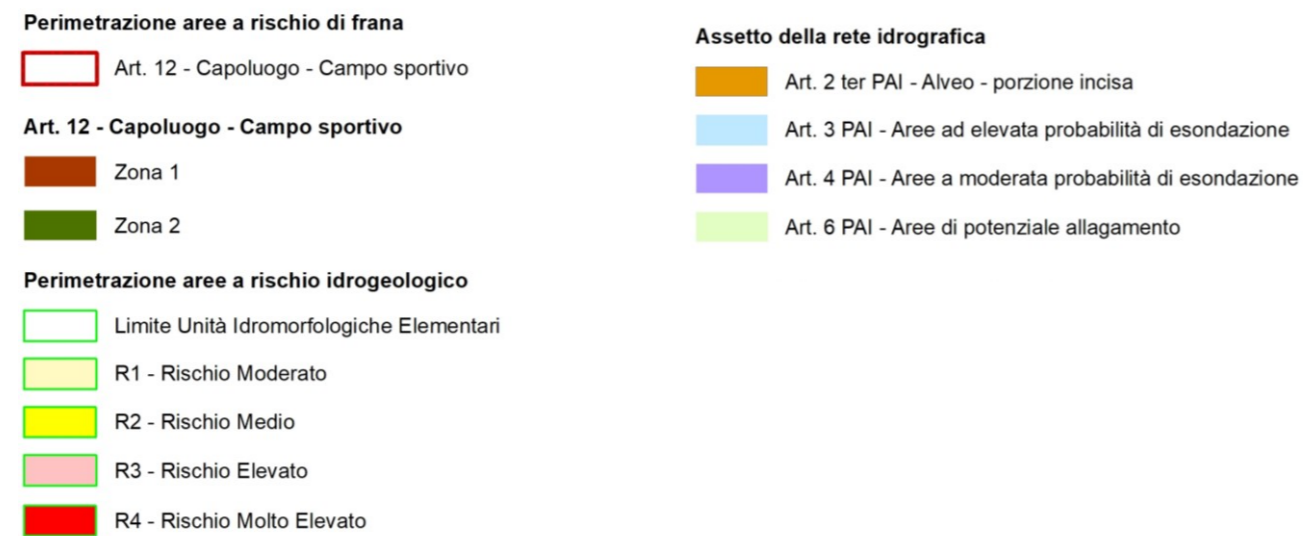 Perimetrazione aree a rischio di frana
Art. 12 - Capoluogo - Campo sportivo
Art. 12 - Capoluogo - Campo sportivo
Zona 1
Zona 2
Perimetrazione aree a rischio idrogeologico
Limite Unità Idromorfologiche Elementari
R1 - Rischio Moderato
R2 - Rischio Medio
R3 - Rischio Elevato
R4 - Rischio Molto Elevato
Assetto della rete idrografica
Art. 2 ter PAI - Alveo - porzione incisa
Art. 3 PAI - Aree ad elevata probabilità di esondazione
Art. 4 PAI - Aree a moderata probabilità di esondazione
Art. 6 PAI - Aree di potenziale allagamento